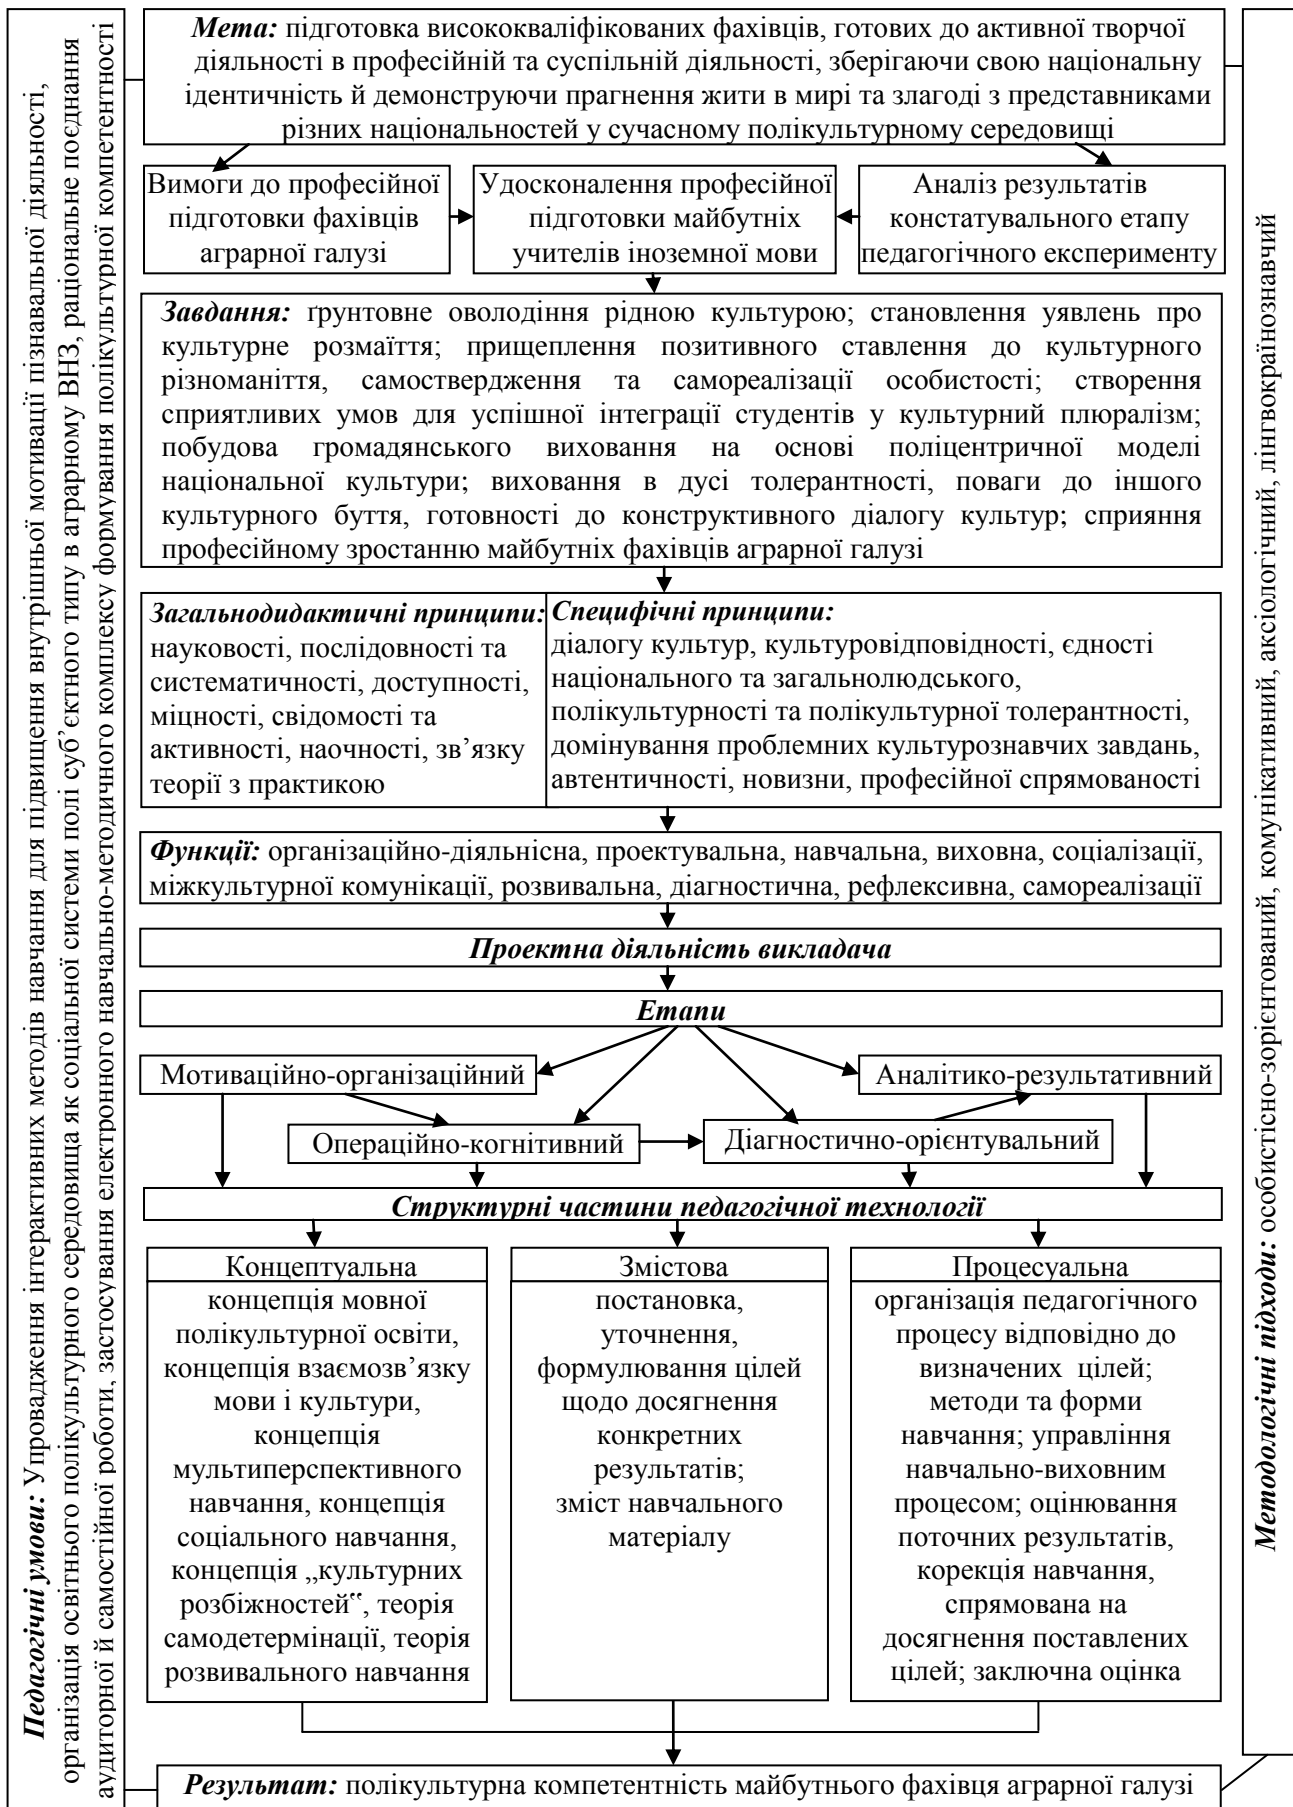 Педагогічні умови: Упровадження інтерактивних методів навчання для підвищення внутрішньої мотивації пізнавальної діяльності,
організація освітнього полікультурного середовища як соціальної системи полі суб’єктного типу в аграрному ВНЗ, раціональне поєднання
аудиторної й самостійної роботи, застосування електронного навчально-методичного комплексу формування полікультурної компетентності
Мета: підготовка висококваліфікованих фахівців, готових до активної творчої
діяльності в професійній та суспільній діяльності, зберігаючи свою національну
ідентичність й демонструючи прагнення жити в мирі та злагоді з представниками
різних національностей у сучасному полікультурному середовищі
Вимоги до професійної
підготовки фахівців
аграрної галузі
Удосконалення професійної
підготовки майбутніх
учителів іноземної мови
Аналіз результатів
констатувального етапу
педагогічного експерименту
Завдання: ґрунтовне оволодіння рідною культурою; становлення уявлень про
культурне розмаїття; прищеплення позитивного ставлення до культурного
різноманіття, самоствердження та самореалізації особистості; створення
сприятливих умов для успішної інтеграції студентів у культурний плюралізм;
побудова громадянського виховання на основі поліцентричної моделі
національної культури; виховання в дусі толерантності, поваги до іншого
культурного буття, готовності до конструктивного діалогу культур; сприяння
професійному зростанню майбутніх фахівців аграрної галузі
Загальнодидактичні принципи:
науковості, послідовності та
систематичності, доступності,
міцності, свідомості та
активності, наочності, зв’язку
теорії з практикою
Специфічні принципи:
діалогу культур, культуровідповідності, єдності
національного та загальнолюдського,
полікультурності та полікультурної толерантності,
домінування проблемних культурознавчих завдань,
автентичності, новизни, професійної спрямованості
Функції: організаційно-діяльнісна, проектувальна, навчальна, виховна, соціалізації,
міжкультурної комунікації, розвивальна, діагностична, рефлексивна, самореалізації
Проектна діяльність викладача
Етапи
Мотиваційно-організаційний
Аналітико-результативний
Операційно-когнітивний
Діагностично-орієнтувальний
Структурні частини педагогічної технології
Концептуальна
концепція мовної
полікультурної освіти,
концепція взаємозв’язку
мови і культури,
концепція
мультиперспективного
навчання, концепція
соціального навчання,
концепція „культурних
розбіжностей‟, теорія
самодетермінації, теорія
розвивального навчання
Змістова
постановка,
уточнення,
формулювання цілей
щодо досягнення
конкретних
результатів;
зміст навчального
матеріалу
Процесуальна
організація педагогічного
процесу відповідно до
визначених цілей;
методи та форми
навчання; управління
навчально-виховним
процесом; оцінювання
поточних результатів,
корекція навчання,
спрямована на
досягнення поставлених
цілей; заключна оцінка
Результат: полікультурна компетентність майбутнього фахівця аграрної галузі
Методологічні підходи: особистісно-зорієнтований, комунікативний, аксіологічний, лінгвокраїнознавчий